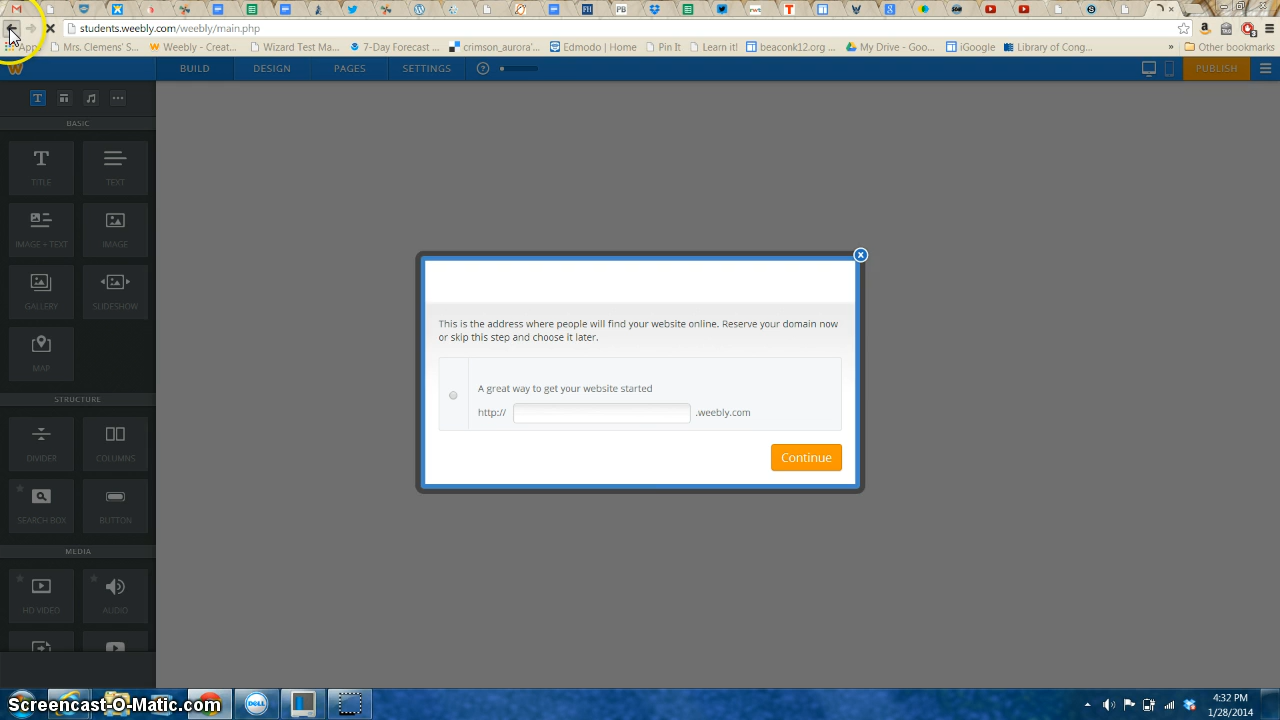 students.weebly.com/weebly/main.php
Apps Mrs. Clemens' S... Weebly - Creat... Wizard Test Ma... 7-Day Forecast ... crimson_aurora'... Edmodo | Home Pin It Learn it! beaconk12.org ... My Drive - Goo... iGoogle Library of Cong... » Other bookmarks
BUILD DESIGN PAGES SETTINGS ? PUBLISH
BASIC
TITLE TEXT
IMAGE + TEXT IMAGE
GALLERY SLIDESHOW
MAP
STRUCTURE
DIVIDER COLUMNS
SEARCH BOX BUTTON
MEDIA
HD VIDEO AUDIO
This is the address where people will find your website online. Reserve your domain now
or skip this step and choose it later.
A great way to get your website started
http:// .weebly.com
Continue
Screencast-O-Matic.com
DELL
4:32 PM
1/28/2014